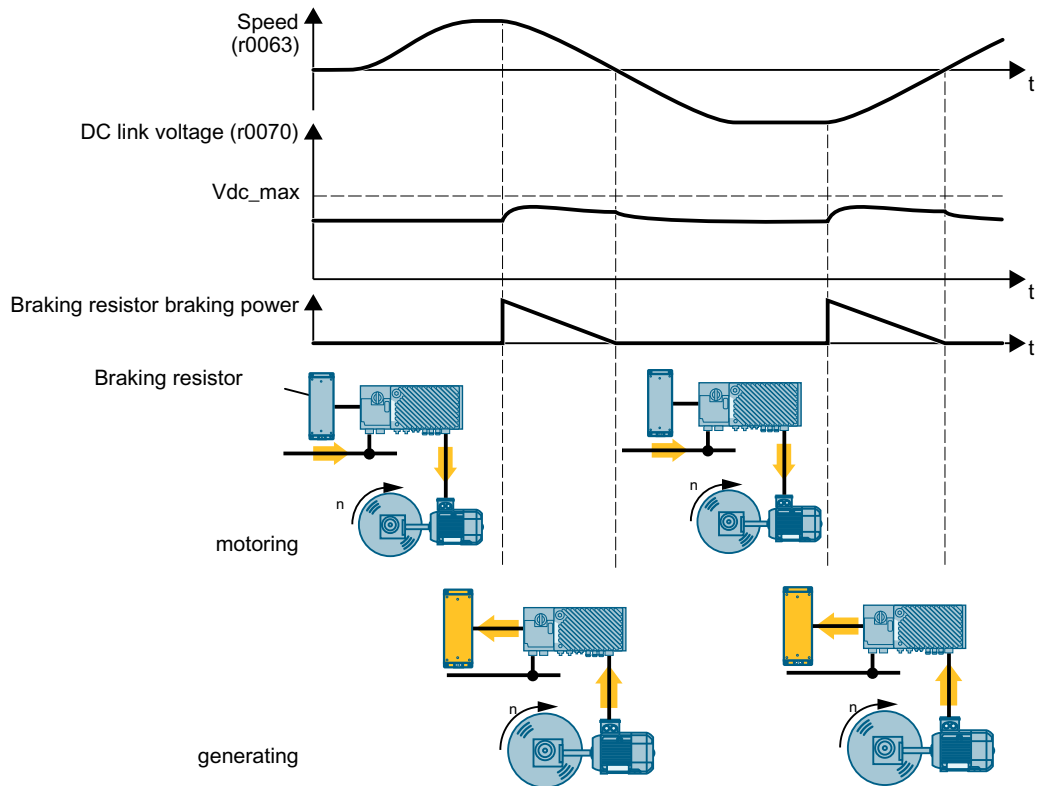 Speed
(r0063)
t
DC link voltage (r0070)
Vdc_max
t
Braking resistor braking power
t
Braking resistor
n
n
motoring
n
n
generating